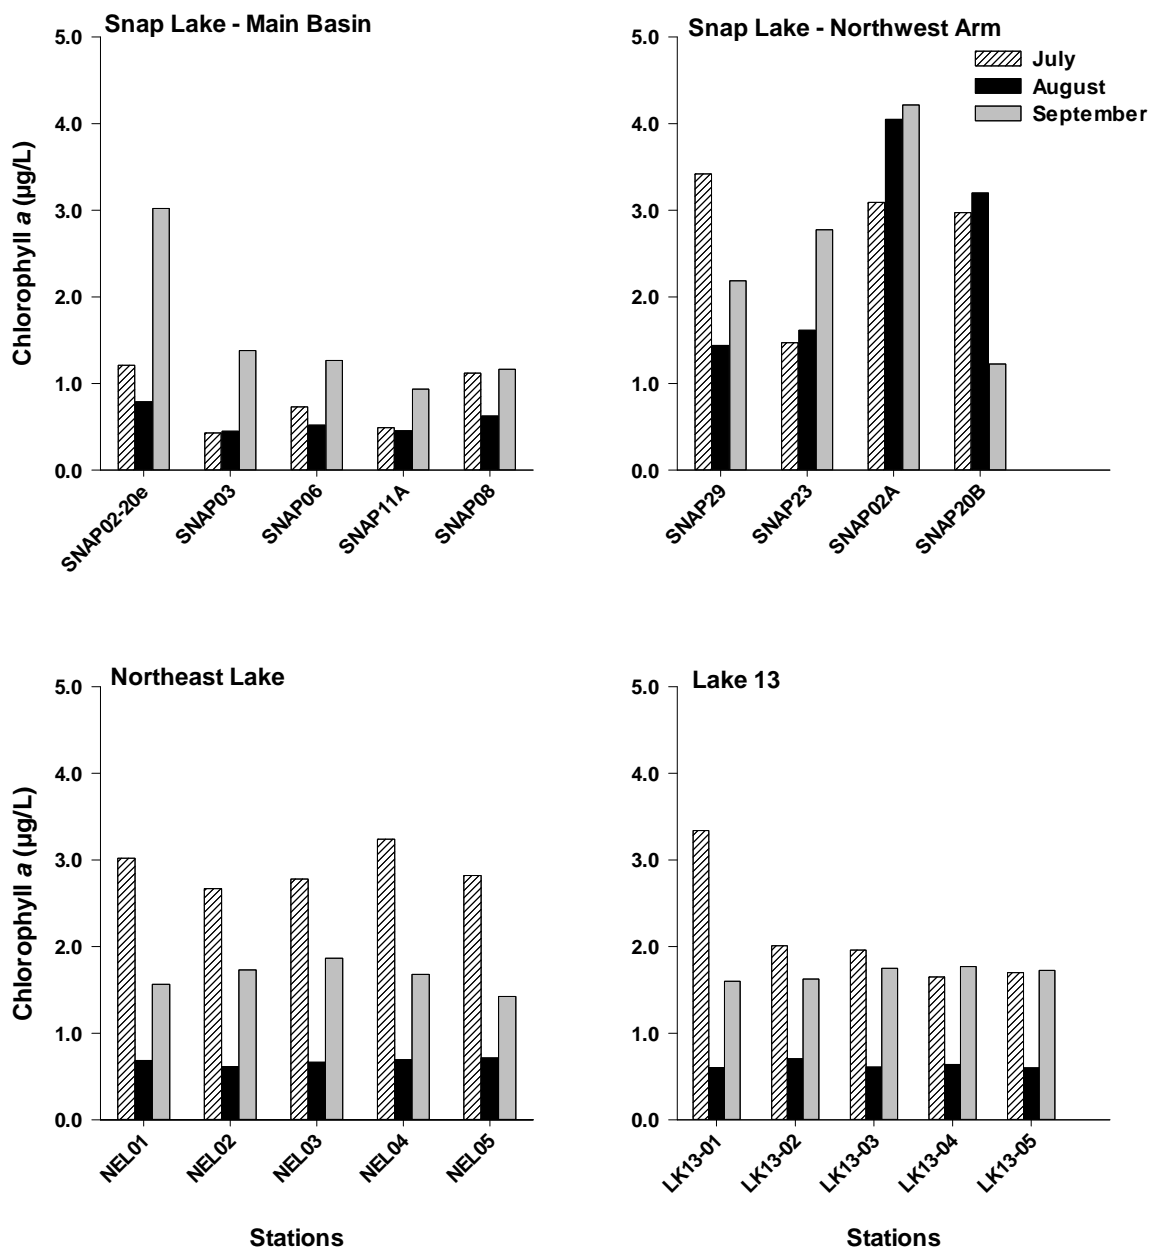 Snap Lake - Main Basin
5.0
4.0
3.0
2.0
1.0
0.0
Chlorophyll a (µg/L)
SNAP02-20e
SNAP03
SNAP06
SNAP11A
SNAP08
Snap Lake - Northwest Arm
July
August
September
5.0
4.0
3.0
2.0
1.0
0.0
SNAP29
SNAP23
SNAP02A
SNAP20B
Northeast Lake
5.0
4.0
3.0
2.0
1.0
0.0
Chlorophyll a (µg/L)
NEL01
NEL02
NEL03
NEL04
NEL05
Stations
Lake 13
5.0
4.0
3.0
2.0
1.0
0.0
LK13-01
LK13-02
LK13-03
LK13-04
LK13-05
Stations